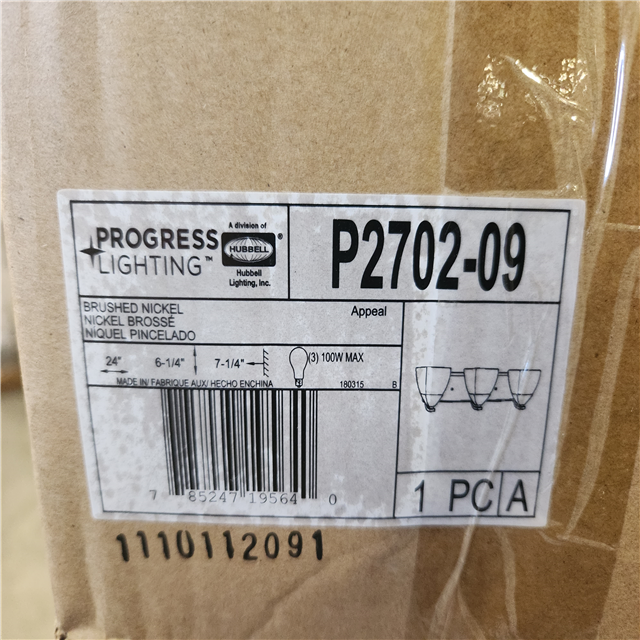 PROGRESS
LIGHTING™
A division of
HUBBELL ®
Hubbell
Lighting, Inc.
P2702-09
BRUSHED NICKEL
NICKEL BROSSÉ
NIQUEL PINCELADO
Appeal
24" 6-1/4" 7-1/4" (3) 100W MAX
MADE IN/ FABRIQUE AUX/ HECHO ENCHINA 180315 B
7 85247 19564 0
1 PC A
1110112091